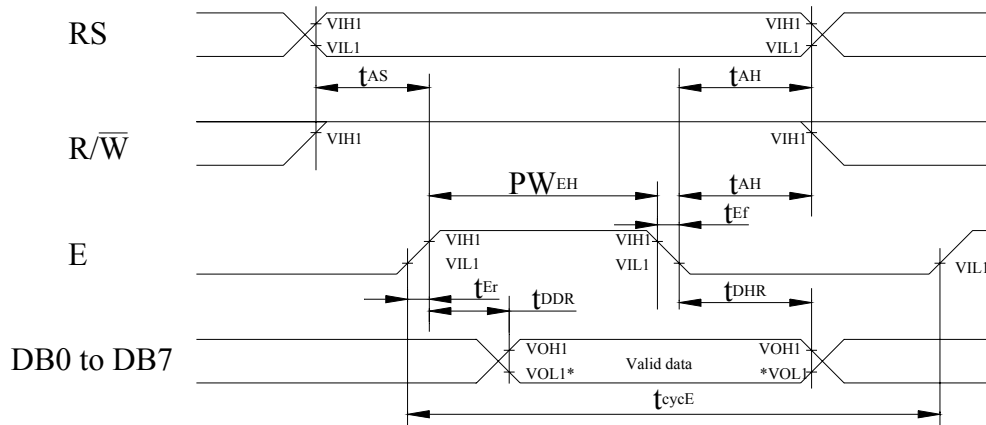 RS VIH1 VIL1 VIH1 VIL1
tAS tAH
R/W̅ VIH1 VIH1
PWEH tAH
tEf
E VIH1 VIL1 VIH1 VIL1 VIL1
tEr tDDR tDHR
DB0 to DB7 VOH1 VOL1* Valid data VOH1 *VOL1
tcycE